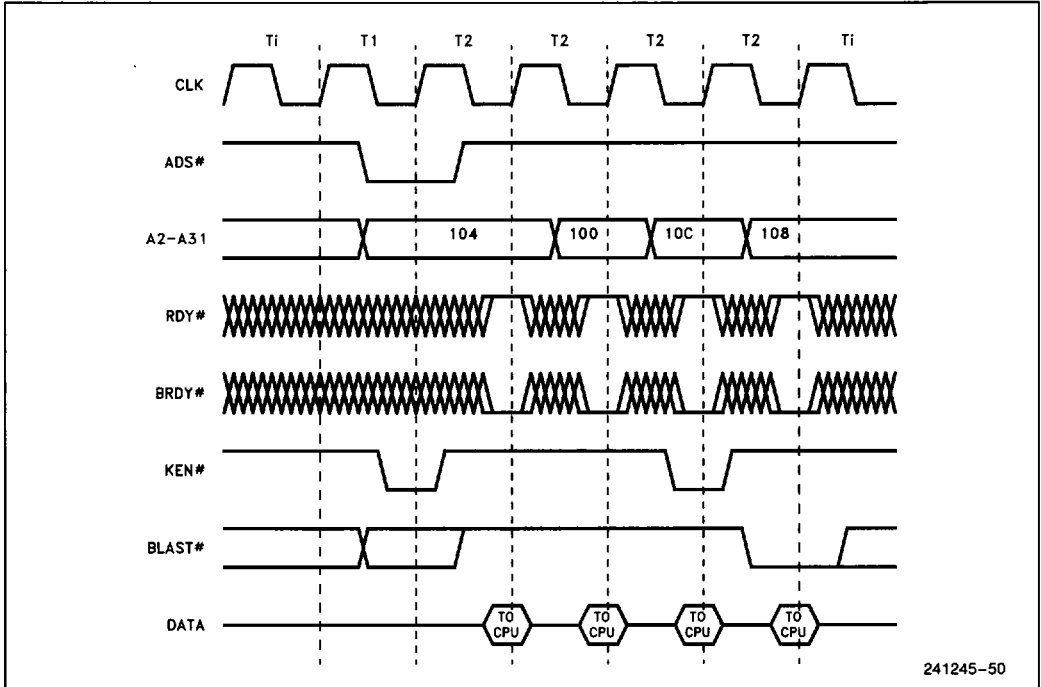 Ti T1 T2 T2 T2 T2 Ti
CLK
ADS#
A2-A31 104 100 10C 108
RDY#
BRDY#
KEN#
BLAST#
DATA TO CPU TO CPU TO CPU TO CPU
241245-50